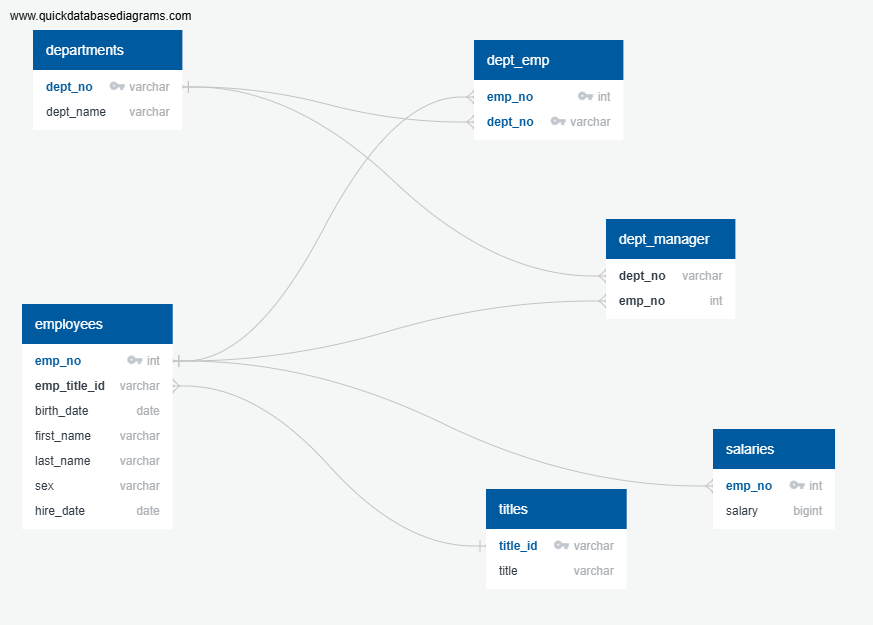 www.quickdatabasediagrams.com
departments
dept_no varchar
dept_name varchar
dept_emp
emp_no int
dept_no varchar
dept_manager
dept_no varchar
emp_no int
employees
emp_no int
emp_title_id varchar
birth_date date
first_name varchar
last_name varchar
sex varchar
hire_date date
salaries
emp_no int
salary bigint
titles
title_id varchar
title varchar